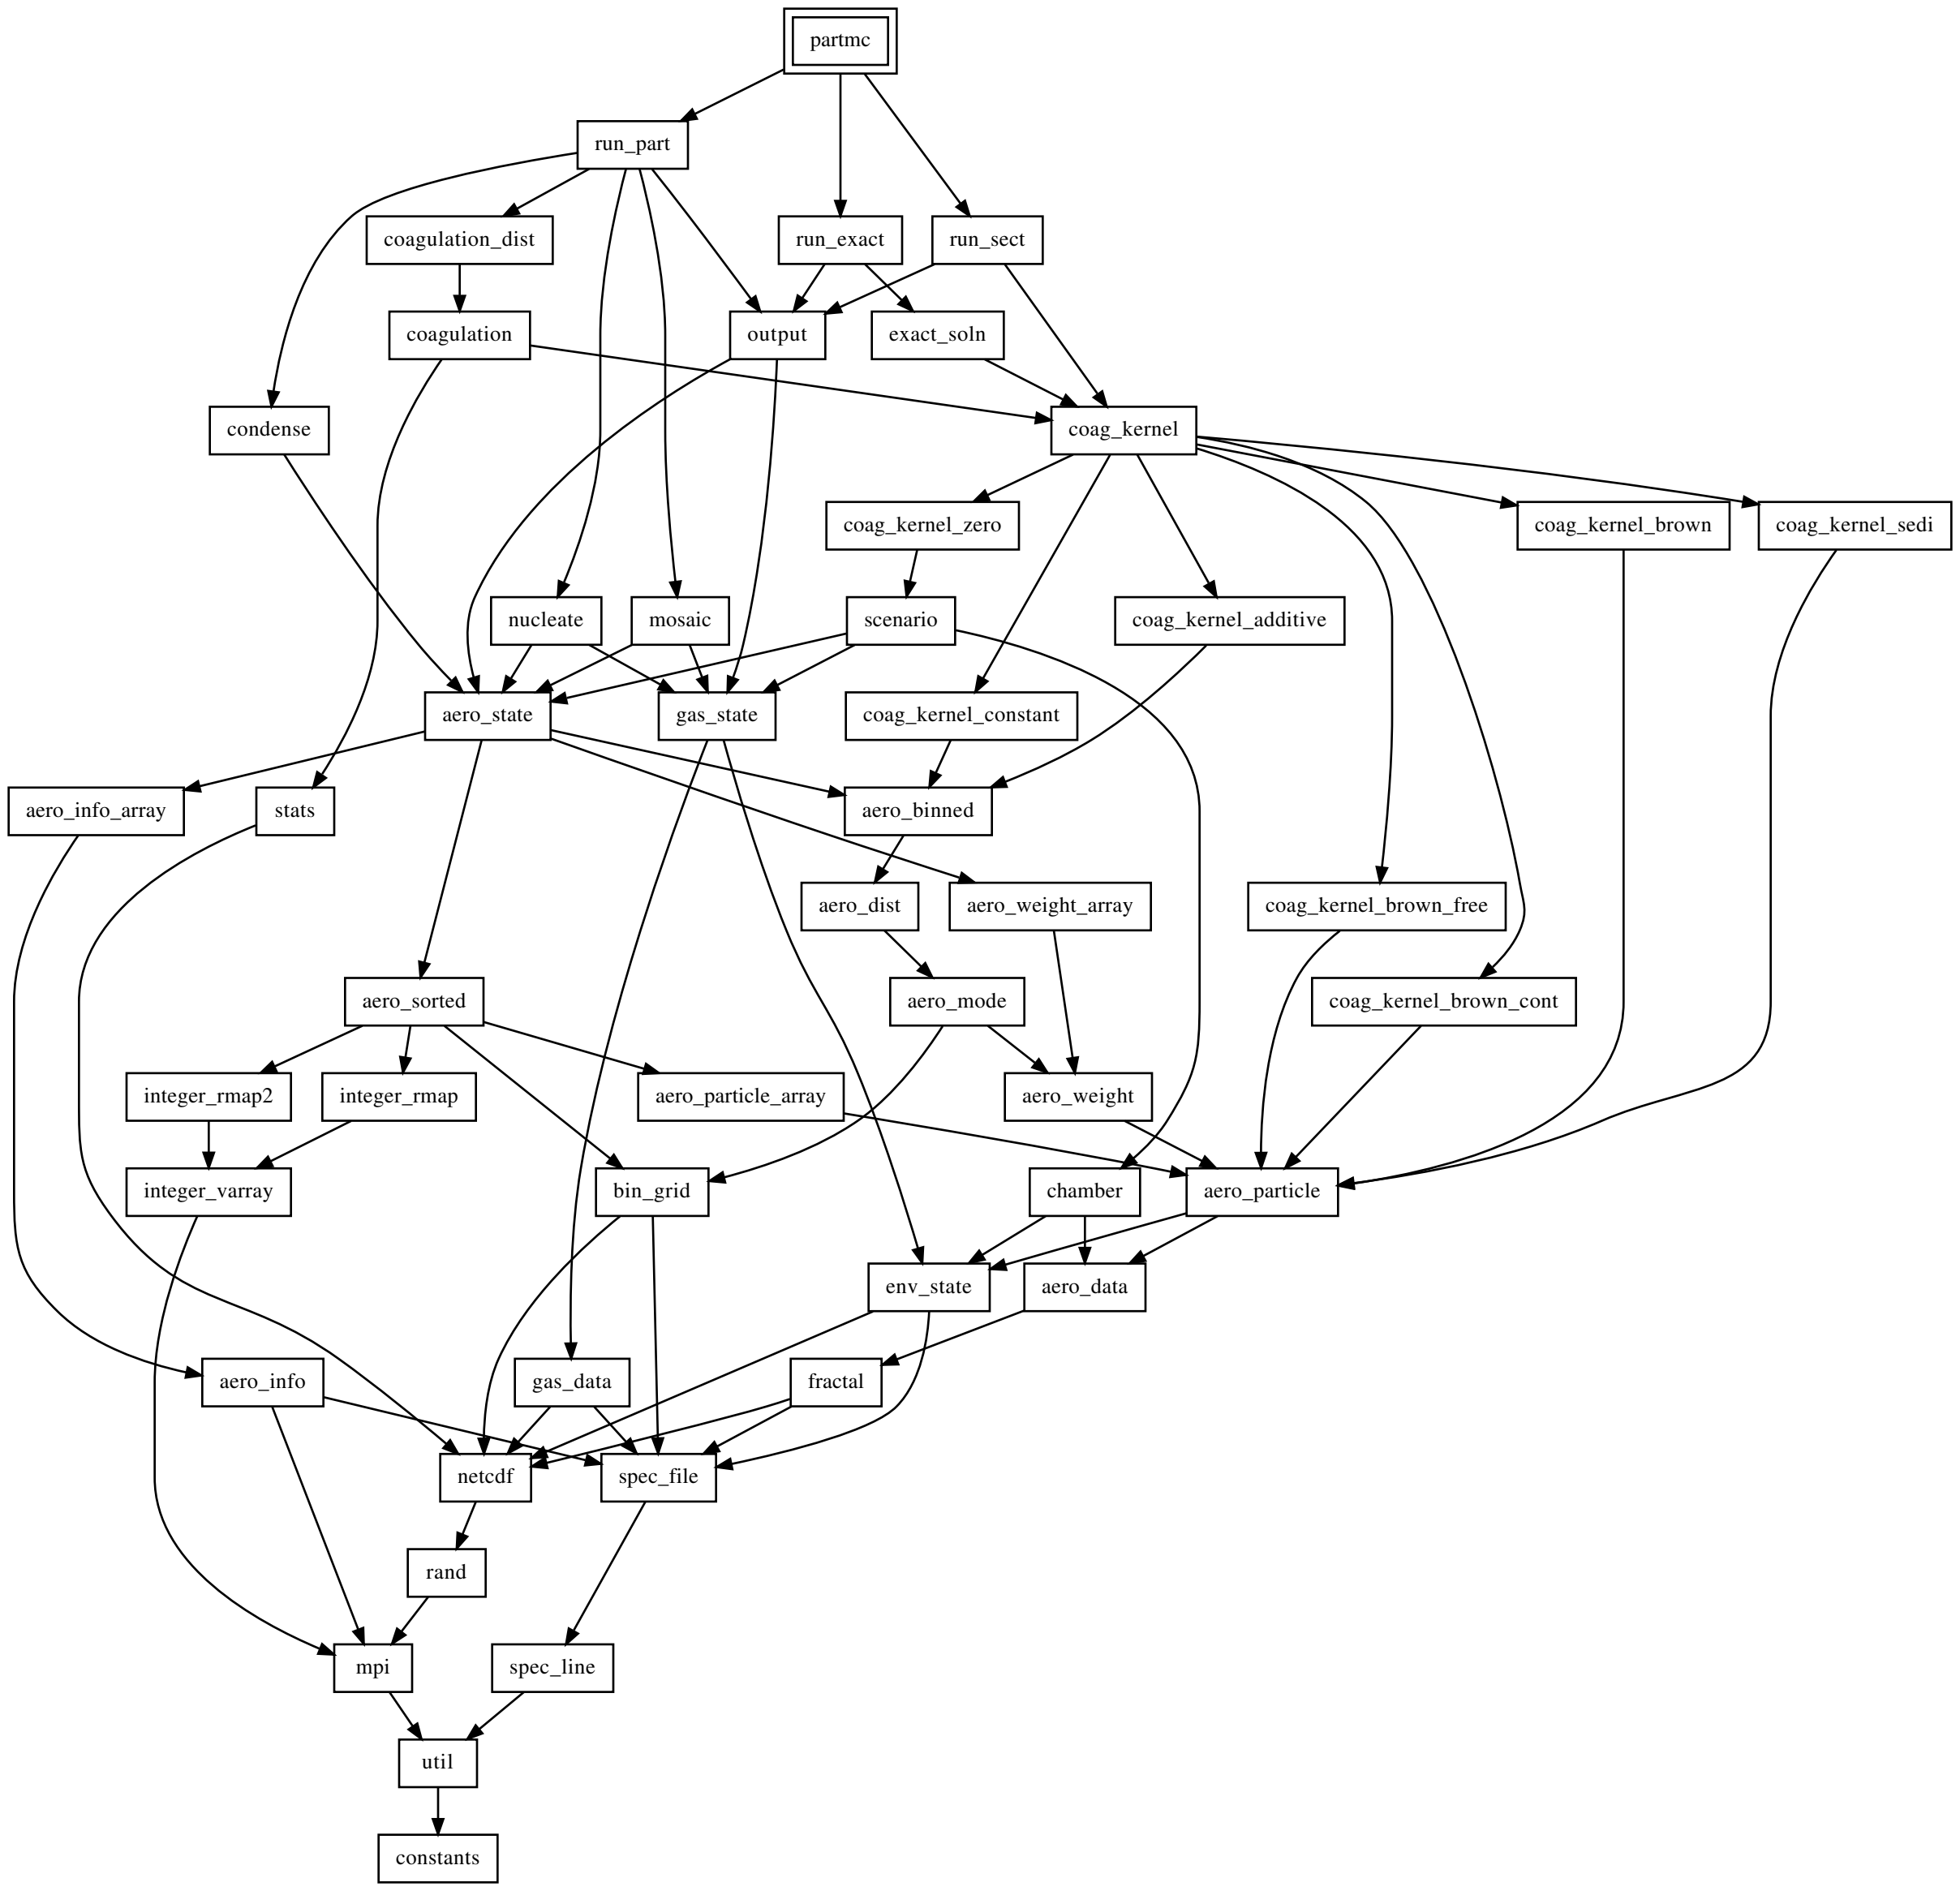 partmc
run_part
coagulation_dist
run_exact
run_sect
coagulation
output
exact_soln
condense
coag_kernel
coag_kernel_zero
coag_kernel_brown
coag_kernel_sedi
nucleate
mosaic
scenario
coag_kernel_additive
aero_state
gas_state
coag_kernel_constant
aero_info_array
stats
aero_binned
aero_dist
aero_weight_array
coag_kernel_brown_free
aero_sorted
aero_mode
coag_kernel_brown_cont
integer_rmap2
integer_rmap
aero_particle_array
aero_weight
integer_varray
bin_grid
chamber
aero_particle
env_state
aero_data
aero_info
gas_data
fractal
netcdf
spec_file
rand
mpi
spec_line
util
constants